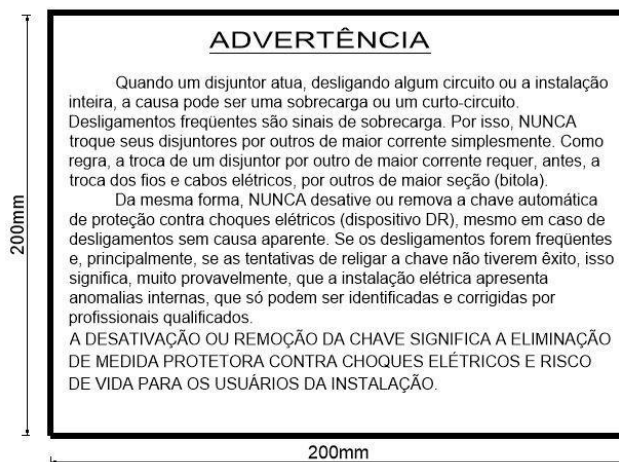 ADVERTÊNCIA
Quando um disjuntor atua, desligando algum circuito ou a instalação
inteira, a causa pode ser uma sobrecarga ou um curto-circuito.
Desligamentos freqüentes são sinais de sobrecarga. Por isso, NUNCA
troque seus disjuntores por outros de maior corrente simplesmente. Como
regra, a troca de um disjuntor por outro de maior corrente requer, antes, a
troca dos fios e cabos elétricos, por outros de maior seção (bitola).
Da mesma forma, NUNCA desative ou remova a chave automática
de proteção contra choques elétricos (dispositivo DR), mesmo em caso de
desligamentos sem causa aparente. Se os desligamentos forem freqüentes
e, principalmente, se as tentativas de religar a chave não tiverem êxito, isso
significa, muito provavelmente, que a instalação elétrica apresenta
anomalias internas, que só podem ser identificadas e corrigidas por
profissionais qualificados.
A DESATIVAÇÃO OU REMOÇÃO DA CHAVE SIGNIFICA A ELIMINAÇÃO
DE MEDIDA PROTETORA CONTRA CHOQUES ELÉTRICOS E RISCO
DE VIDA PARA OS USUÁRIOS DA INSTALAÇÃO.
200mm
200mm